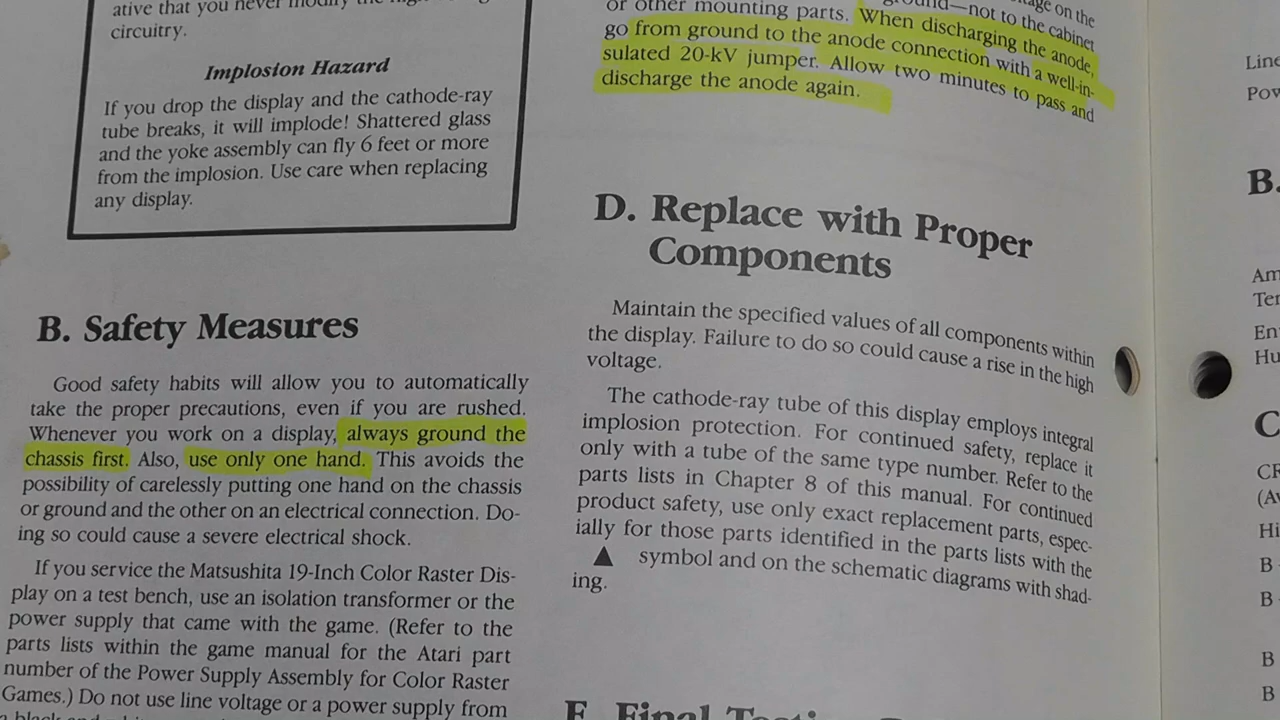 ative that you never modify the
circuitry.
Implosion Hazard
If you drop the display and the cathode-ray
tube breaks, it will implode! Shattered glass
and the yoke assembly can fly 6 feet or more
from the implosion. Use care when replacing
any display.
B. Safety Measures
Good safety habits will allow you to automatically
take the proper precautions, even if you are rushed.
Whenever you work on a display, always ground the
chassis first. Also, use only one hand. This avoids the
possibility of carelessly putting one hand on the chassis
or ground and the other on an electrical connection. Do-
ing so could cause a severe electrical shock.
If you service the Matsushita 19-Inch Color Raster Dis-
play on a test bench, use an isolation transformer or the
power supply that came with the game. (Refer to the
parts lists within the game manual for the Atari part
number of the Power Supply Assembly for Color Raster
Games.) Do not use line voltage or a power supply from
on the
—not to the cabinet
or other mounting parts. When discharging the anode,
go from ground to the anode connection with a well-in-
sulated 20-kV jumper. Allow two minutes to pass and
discharge the anode again.
D. Replace with Proper
Components
Maintain the specified values of all components within
the display. Failure to do so could cause a rise in the high
voltage.
The cathode-ray tube of this display employs integral
implosion protection. For continued safety, replace it
only with a tube of the same type number. Refer to the
parts lists in Chapter 8 of this manual. For continued
product safety, use only exact replacement parts, espec-
ially for those parts identified in the parts lists with the
▲ symbol and on the schematic diagrams with shad-
ing.
Final
Line
Pow
B.
Am
Ter
En
Hu
C
CR
(A
Hi
B
B
B
B